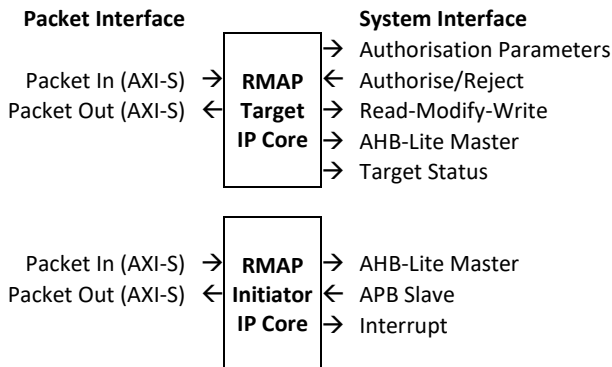 Packet Interface System Interface
→ Authorisation Parameters
Packet In (AXI-S) → RMAP ← Authorise/Reject
Packet Out (AXI-S) ← Target → Read-Modify-Write
IP Core → AHB-Lite Master
→ Target Status
Packet In (AXI-S) → RMAP → AHB-Lite Master
Packet Out (AXI-S) ← Initiator ← APB Slave
IP Core → Interrupt